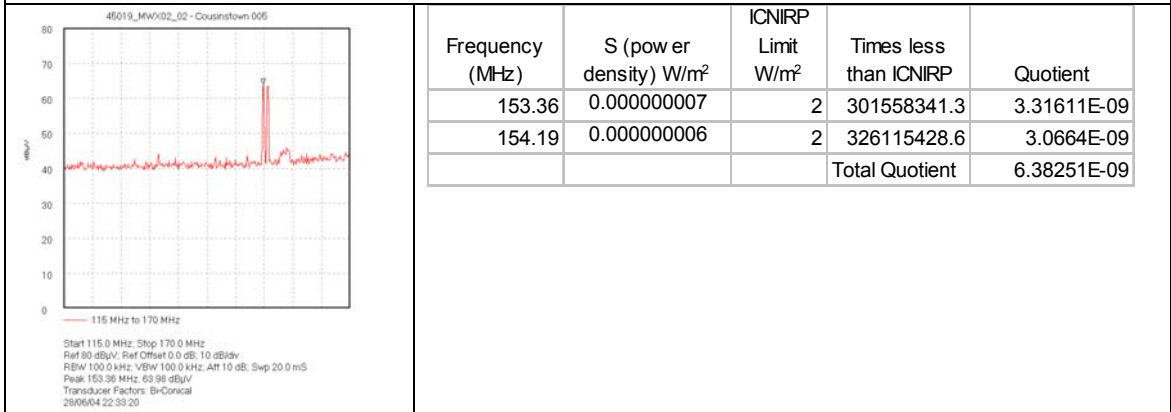 45019_MWX02_02 - Cousinstown 005
80
70
60
50
dBµV
40
30
20
10
0
115 MHz to 170 MHz
Start 115.0 MHz; Stop 170.0 MHz
Ref 80 dBµV; Ref Offset 0.0 dB; 10 dB/div
RBW 100.0 kHz; VBW 100.0 kHz; Att 10 dB; Swp 20.0 mS
Peak 153.36 MHz, 63.98 dBµV
Transducer Factors: Bi-Conical
28/06/04 22:33:20
Frequency (MHz) S (pow er density) W/m² ICNIRP Limit W/m² Times less than ICNIRP Quotient
153.36 0.000000007 2 301558341.3 3.31611E-09
154.19 0.000000006 2 326115428.6 3.0664E-09
Total Quotient 6.38251E-09